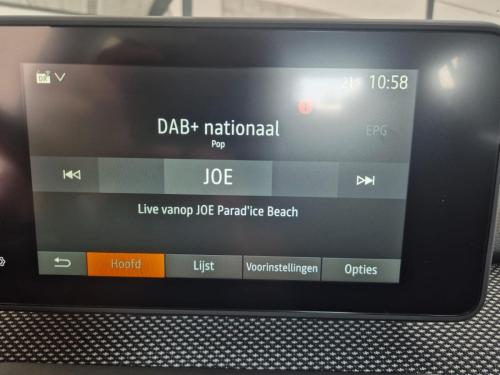 10:58
DAB+ nationaal
EPG
Pop
JOE
Live vanop JOE Parad'ice Beach
Hoofd Lijst Voorinstellingen Opties